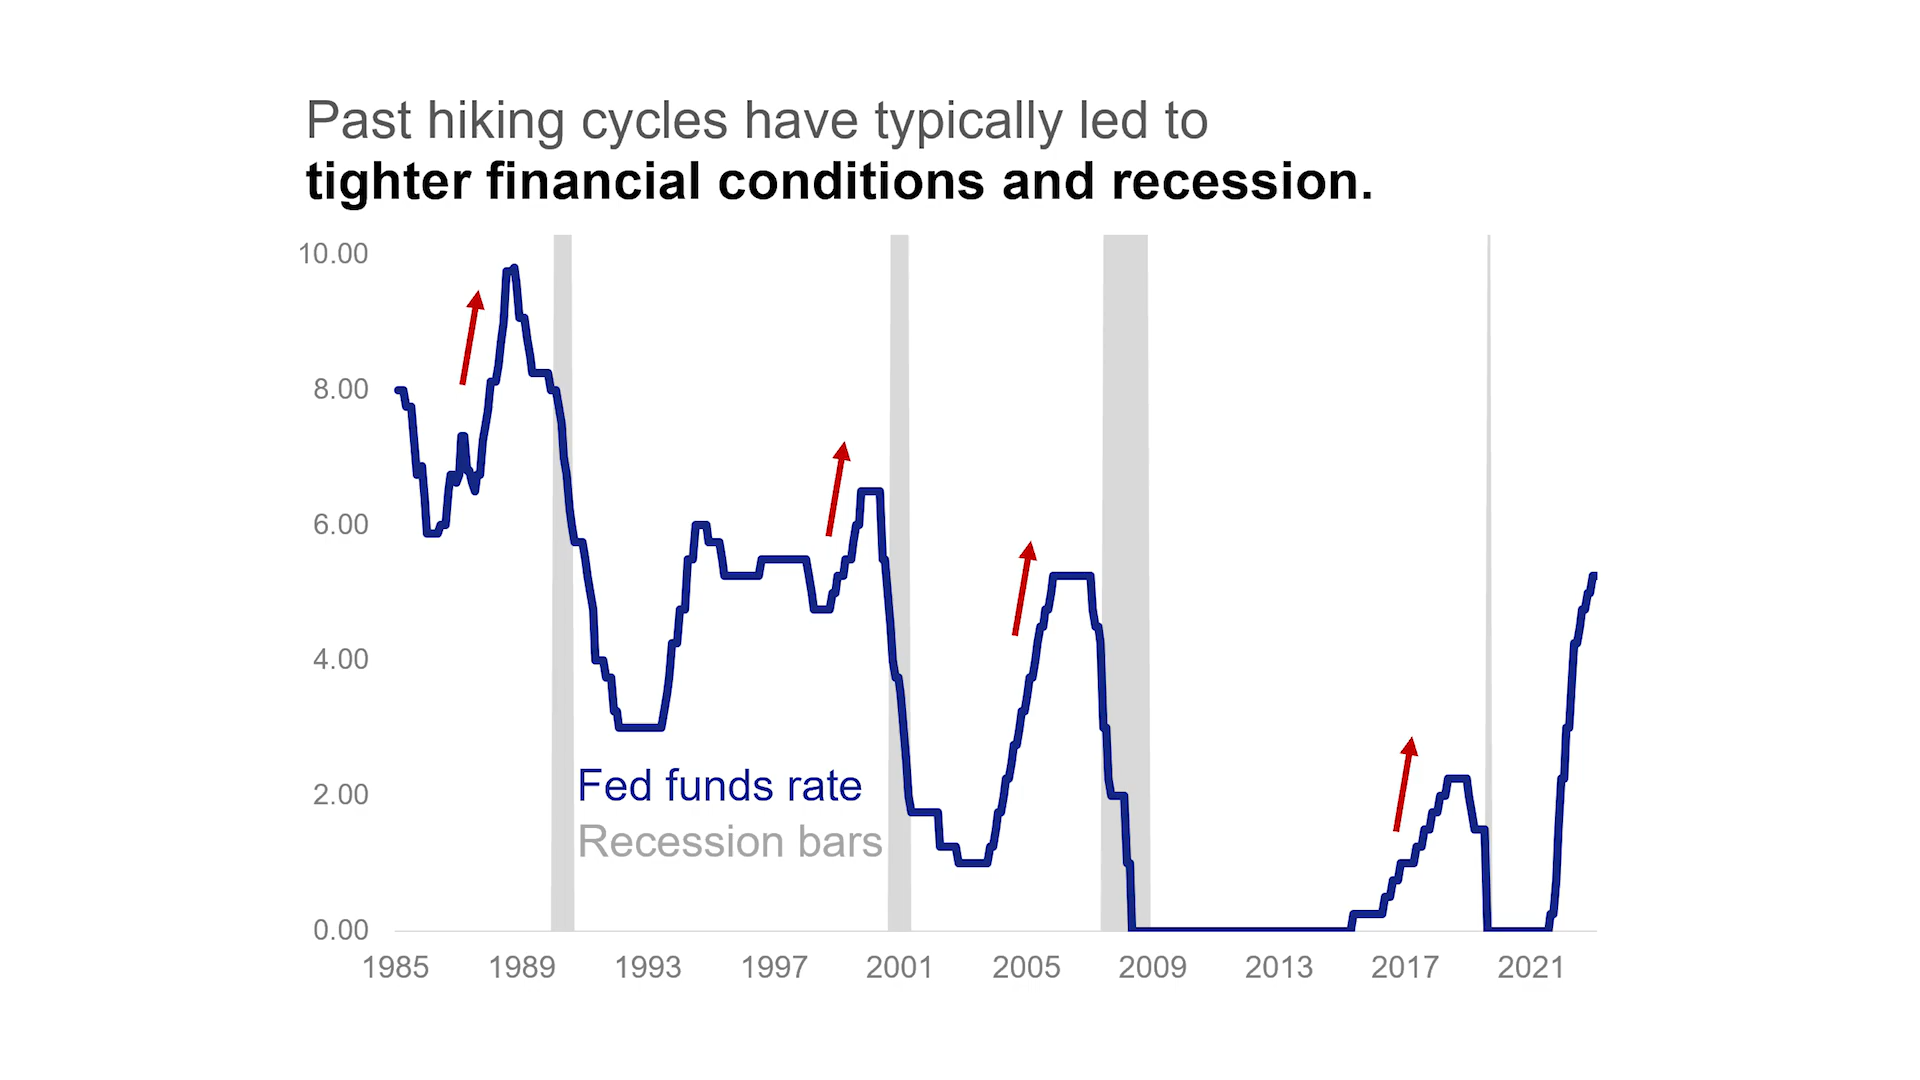 Past hiking cycles have typically led to
tighter financial conditions and recession.
10.00
8.00
6.00
4.00
2.00
0.00
Fed funds rate
Recession bars
1985 1989 1993 1997 2001 2005 2009 2013 2017 2021